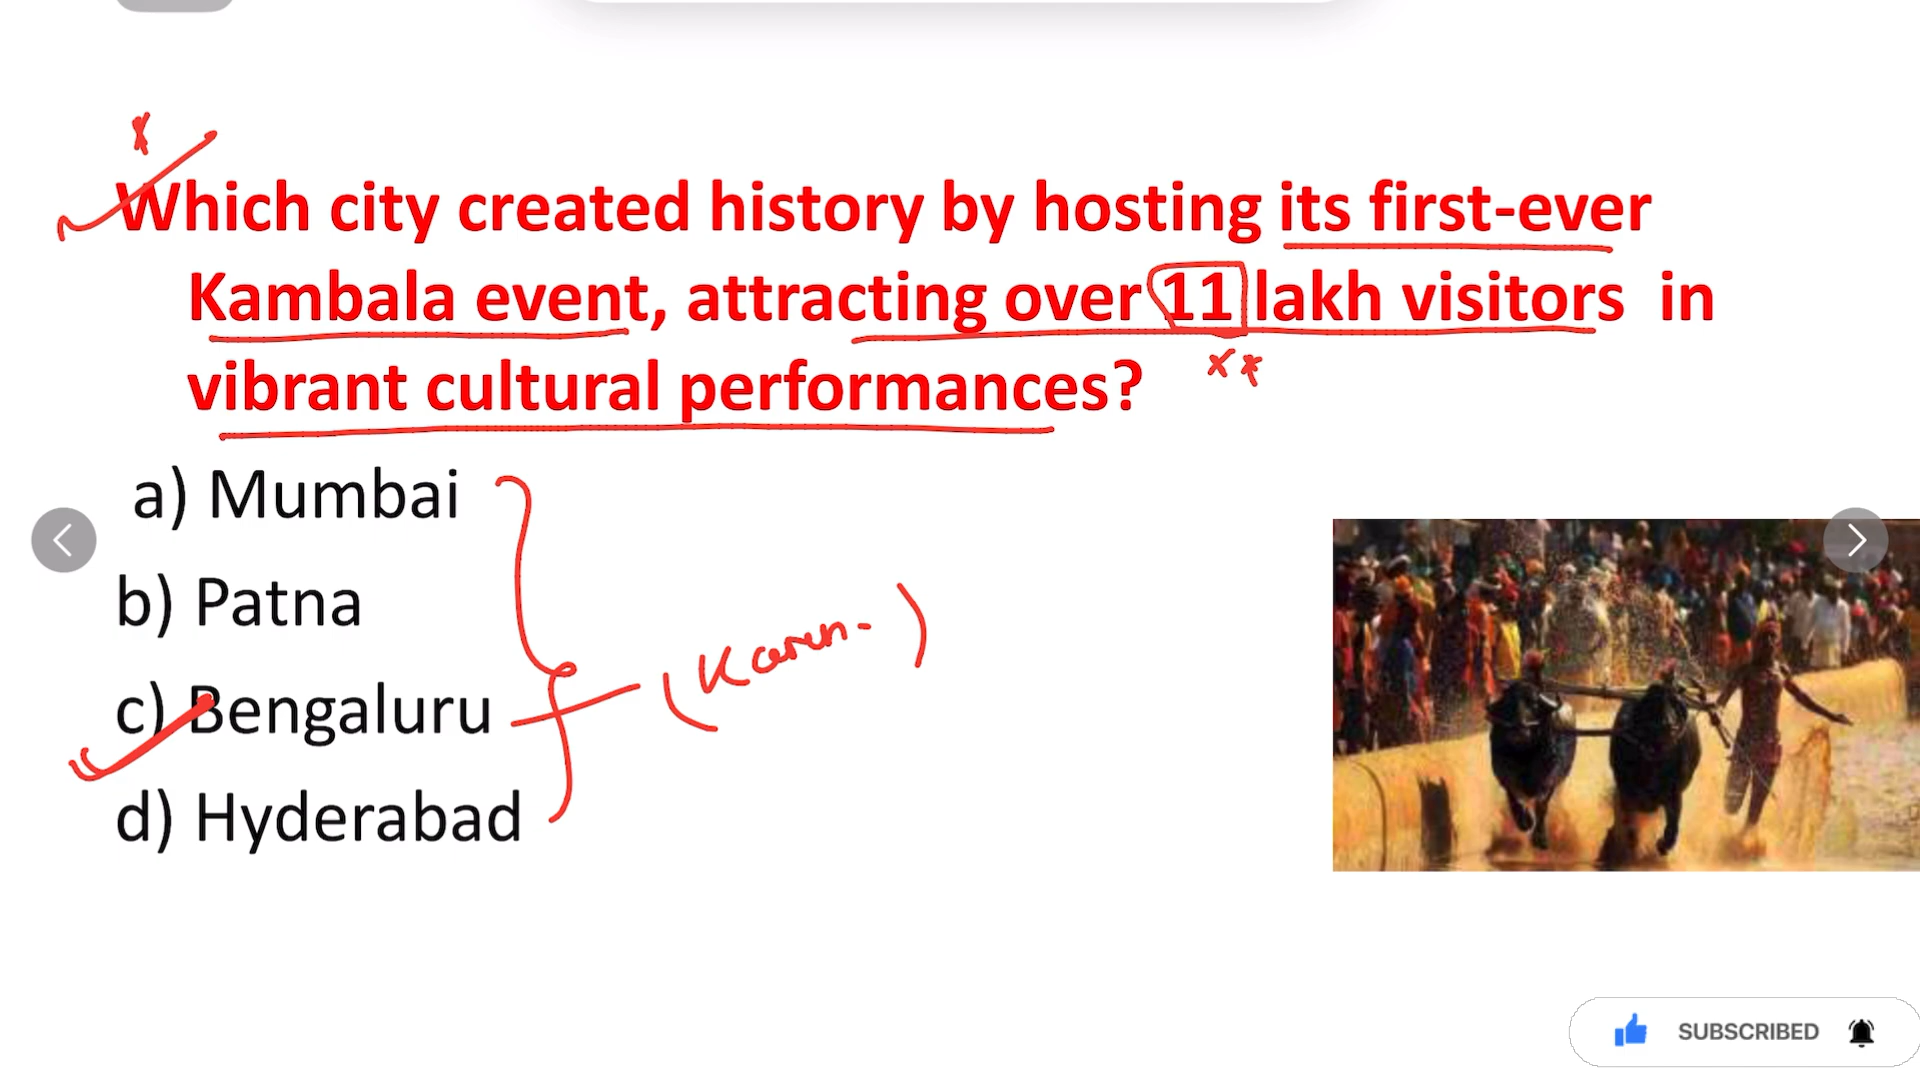 Which city created history by hosting its first-ever
Kambala event, attracting over 11 lakh visitors in
vibrant cultural performances?
a) Mumbai
b) Patna
c) Bengaluru
(Karn-)
d) Hyderabad
SUBSCRIBED